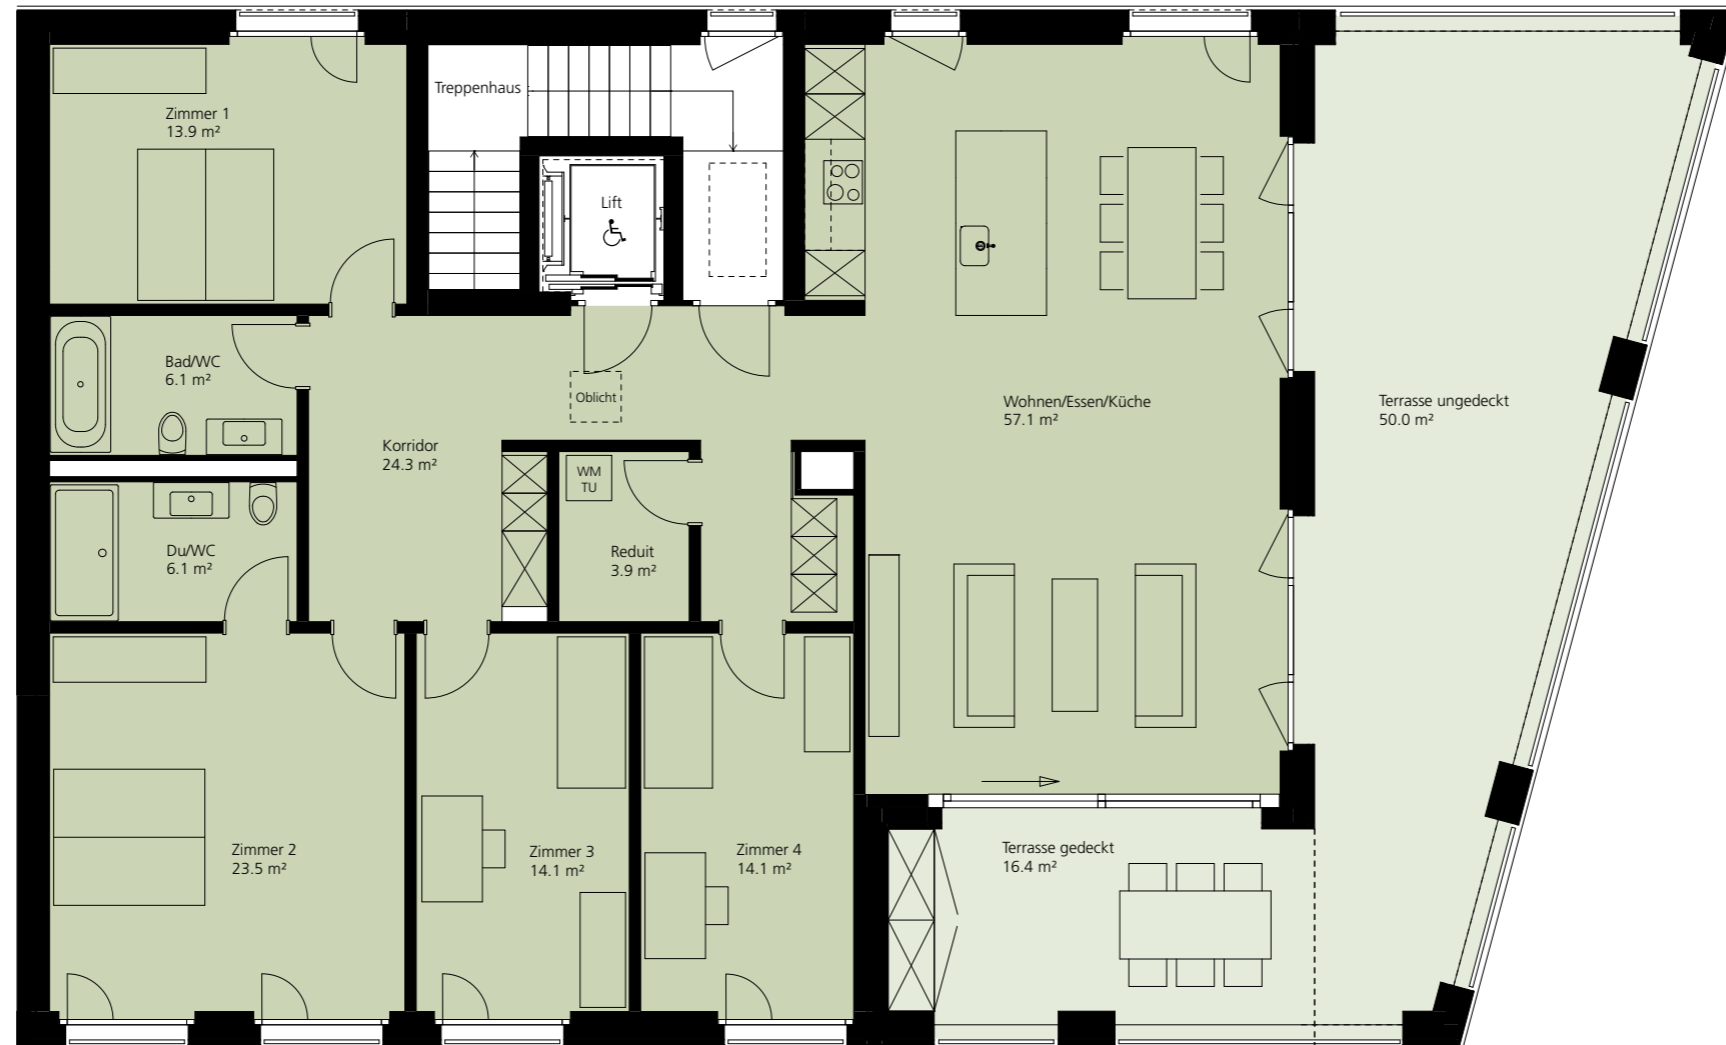 Treppenhaus
Zimmer 1
13.9 m²
Lift
Bad/WC
6.1 m²
Oblicht
Wohnen/Essen/Küche
57.1 m²
Terrasse ungedeckt
50.0 m²
Korridor
24.3 m²
WM
TU
Du/WC
6.1 m²
Reduit
3.9 m²
Zimmer 2
23.5 m²
Zimmer 3
14.1 m²
Zimmer 4
14.1 m²
Terrasse gedeckt
16.4 m²